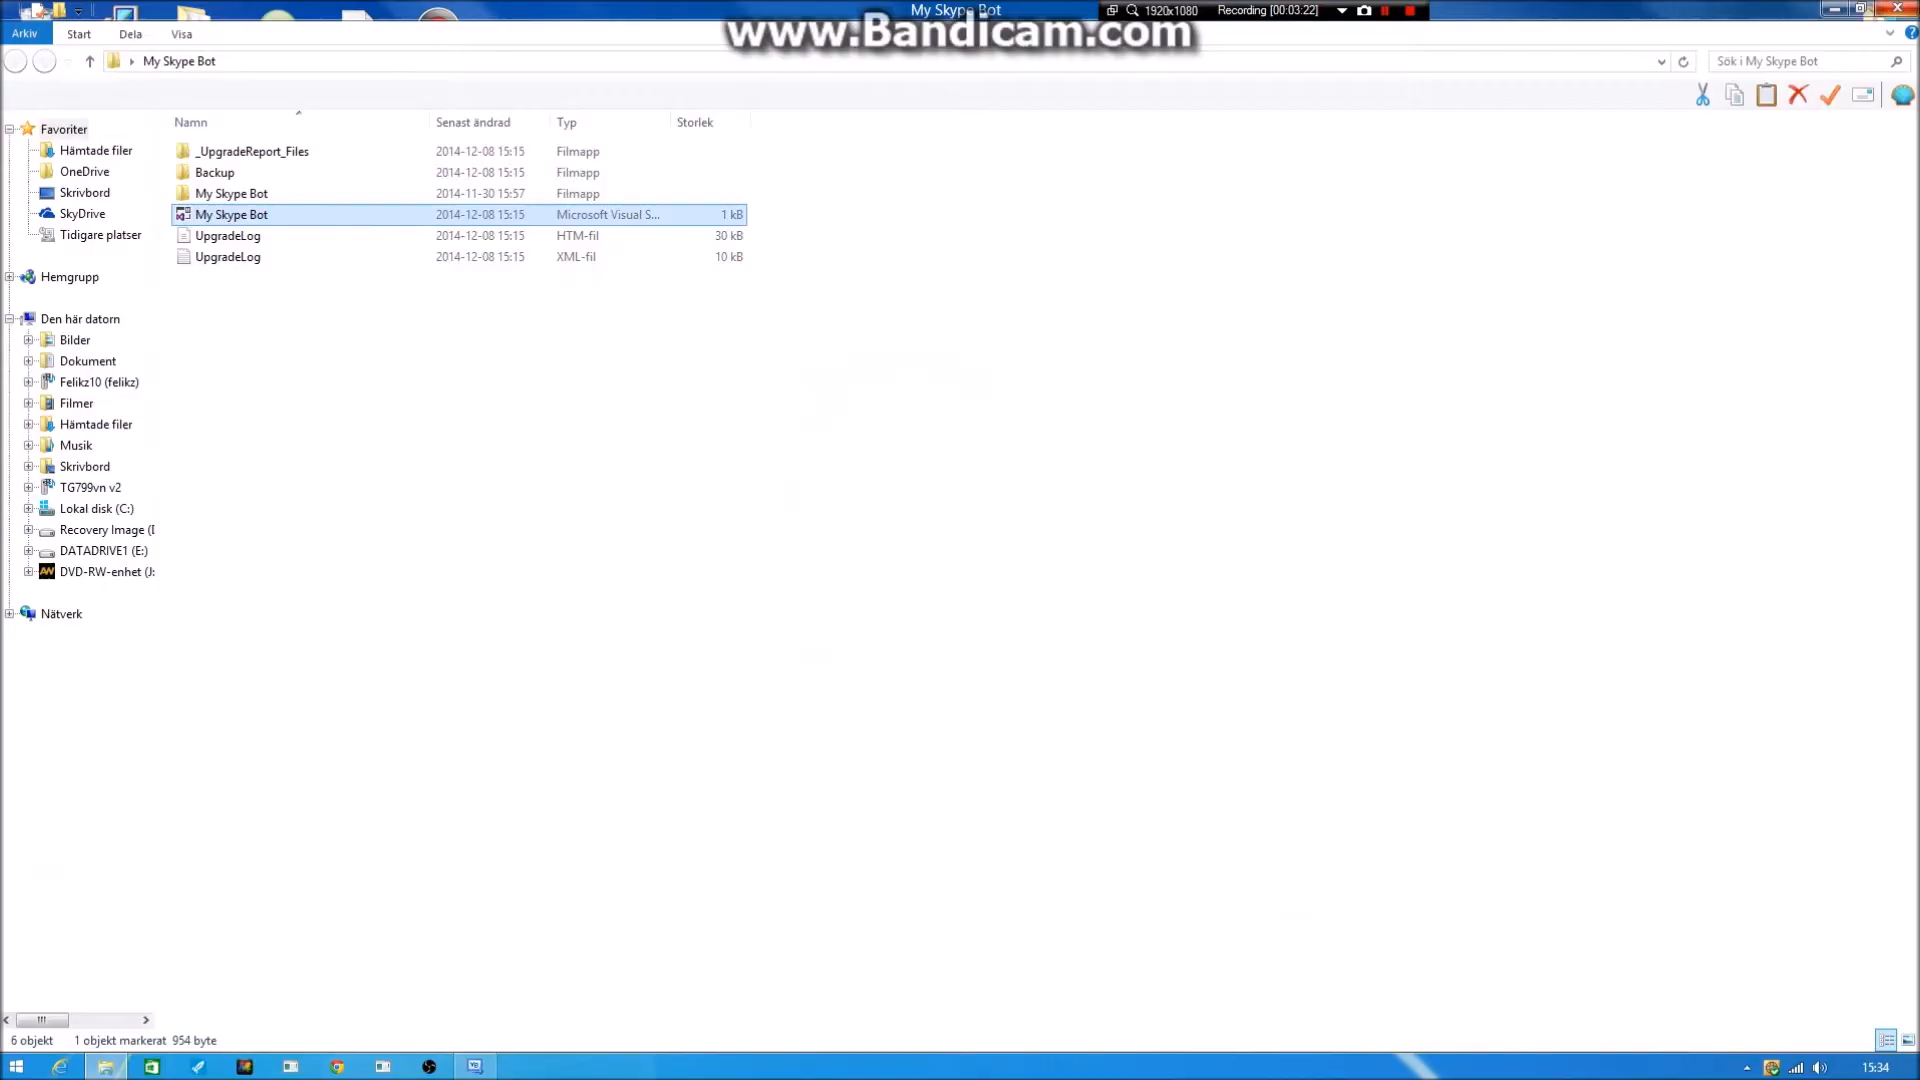 My Skype Bot
1920x1080 Recording [00:03:22]
www.Bandicam.com
Arkiv Start Dela Visa
My Skype Bot
Sök i My Skype Bot
Namn Senast ändrad Typ Storlek
Favoriter
Hämtade filer
OneDrive
Skrivbord
SkyDrive
Tidigare platser
Hemgrupp
Den här datorn
Bilder
Dokument
Felikz10 (felikz)
Filmer
Hämtade filer
Musik
Skrivbord
TG799vn v2
Lokal disk (C:)
Recovery Image (
DATADRIVE1 (E:)
DVD-RW-enhet (J:
Nätverk
_UpgradeReport_Files 2014-12-08 15:15 Filmapp
Backup 2014-12-08 15:15 Filmapp
My Skype Bot 2014-11-30 15:57 Filmapp
My Skype Bot 2014-12-08 15:15 Microsoft Visual S... 1 kB
UpgradeLog 2014-12-08 15:15 HTM-fil 30 kB
UpgradeLog 2014-12-08 15:15 XML-fil 10 kB
6 objekt 1 objekt markerat 954 byte
15:34